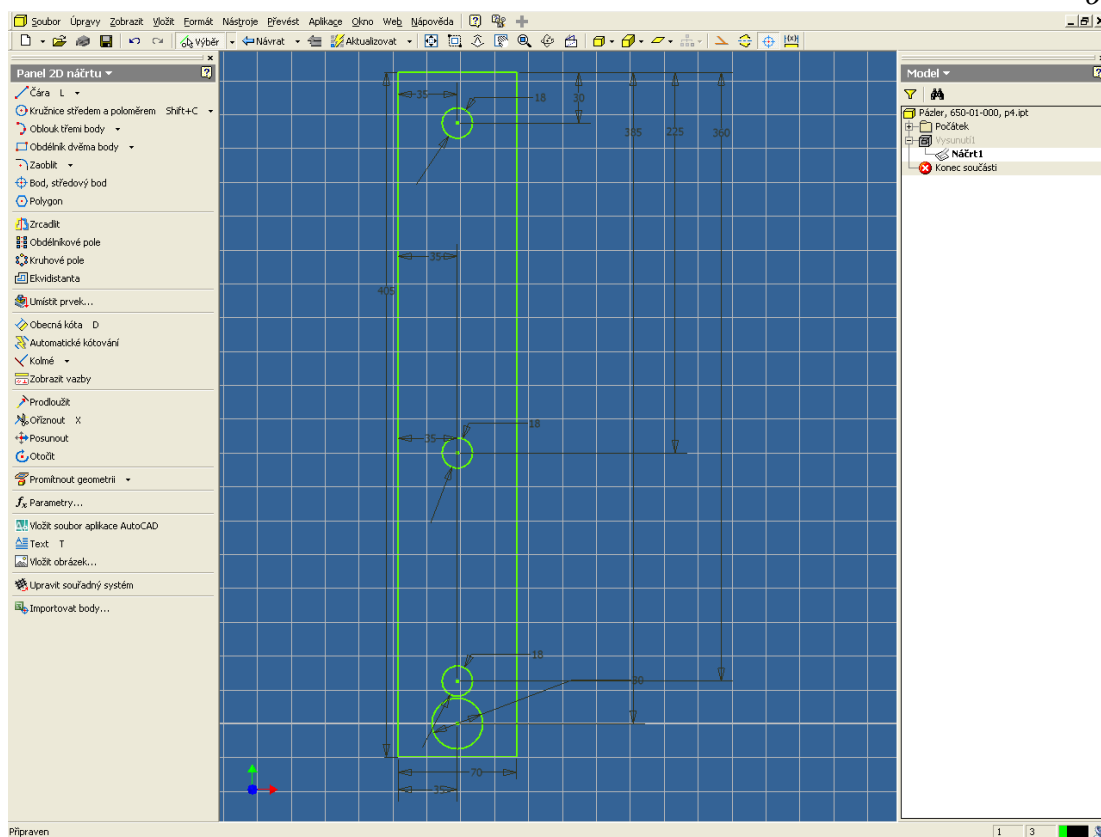 Soubor Úpravy Zobrazit Vložit Formát Nástroje Převést Aplikace Okno Web Nápověda
Výběr Návrat Aktualizovat
Panel 2D náčrtu
Čára L
Kružnice středem a poloměrem Shift+C
Oblouk třemi body
Obdélník dvěma body
Zaoblit
Bod, středový bod
Polygon
Zrcadlit
Obdélníkové pole
Kruhové pole
Ekvidistanta
Umístit prvek...
Obecná kóta D
Automatické kótování
Kolmé
Zobrazit vazby
Prodloužit
Oříznout X
Posunout
Otočit
Promítnout geometrii
fx Parametry...
Vložit soubor aplikace AutoCAD
Text T
Vložit obrázek...
Upravit souřadný systém
Importovat body...
35 18 30
385 225 360
35
405
35 18
18
30
70
35
Model
Pázler, 650-01-000, p4.ipt
Počátek
Vysunutí1
Náčrt1
Konec součásti
Připraven
1 3